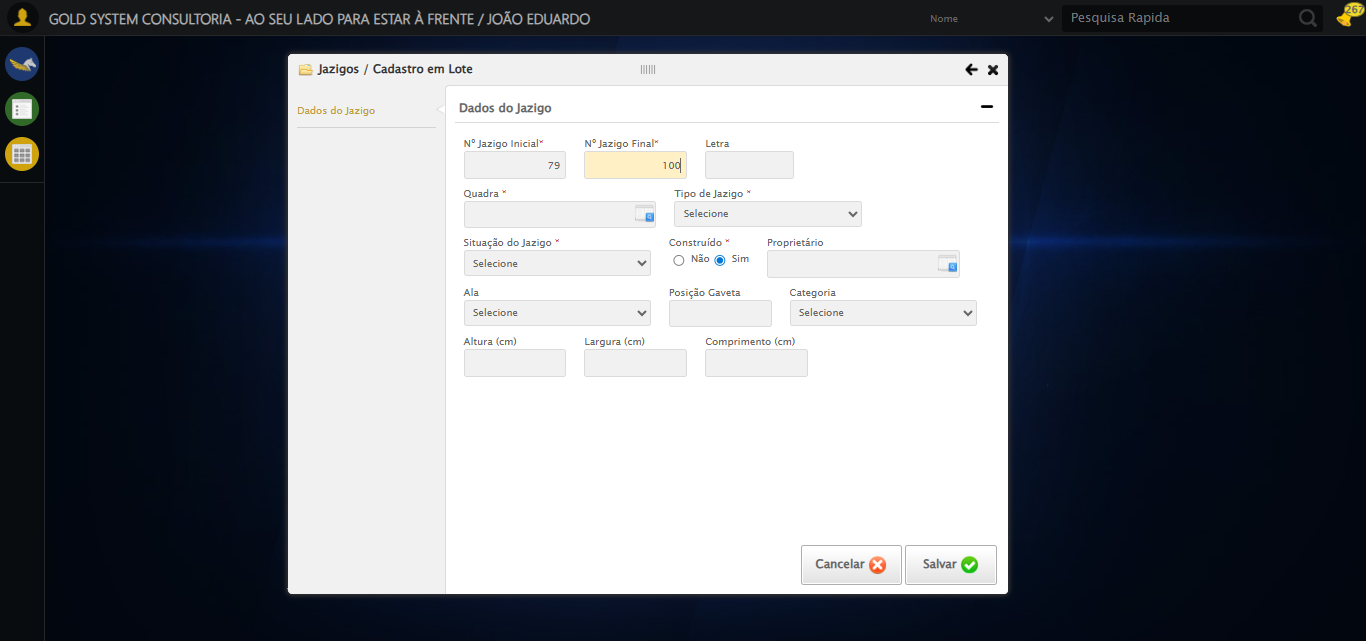 GOLD SYSTEM CONSULTORIA - AO SEU LADO PARA ESTAR À FRENTE / JOÃO EDUARDO
Nome
Pesquisa Rapida
267
Jazigos / Cadastro em Lote
Dados do Jazigo
Dados do Jazigo
Nº Jazigo Inicial*
Nº Jazigo Final*
Letra
79
100
Quadra *
Tipo de Jazigo *
Selecione
Situação do Jazigo *
Construído *
Proprietário
Selecione
Não
Sim
Ala
Posição Gaveta
Categoria
Selecione
Selecione
Altura (cm)
Largura (cm)
Comprimento (cm)
Cancelar
Salvar